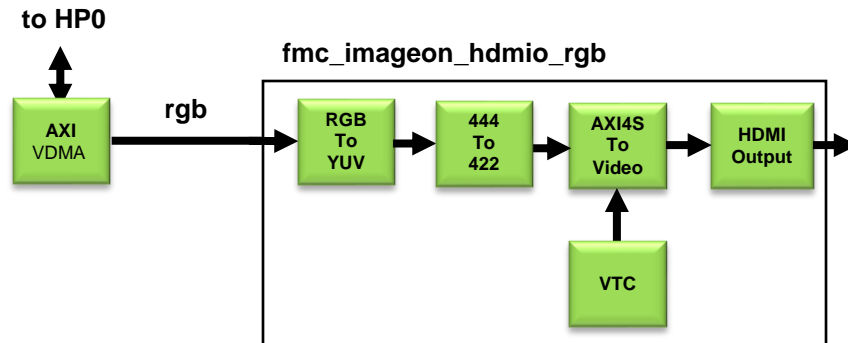 to HP0
fmc_imageon_hdmio_rgb
rgb
AXI
VDMA
RGB
To
YUV
444
To
422
AXI4S
To
Video
HDMI
Output
VTC